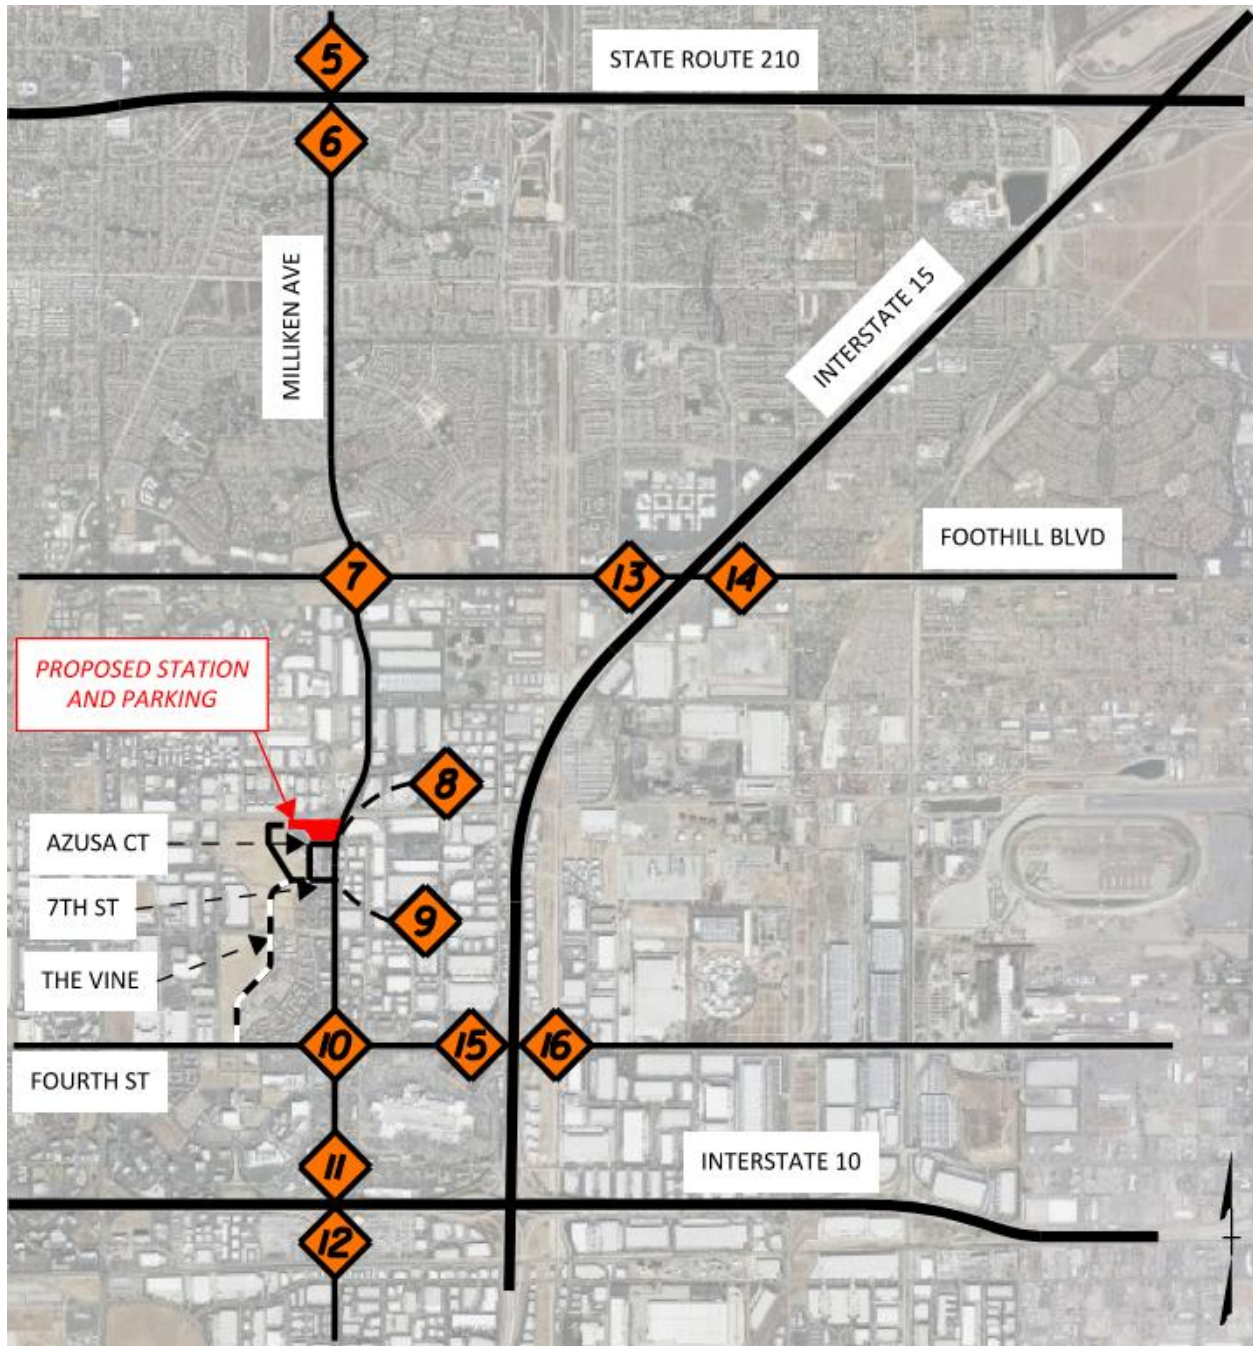 5
STATE ROUTE 210
6
MILLIKEN AVE
INTERSTATE 15
FOOTHILL BLVD
7
13
14
PROPOSED STATION
AND PARKING
8
AZUSA CT
7TH ST
9
THE VINE
10
15
16
FOURTH ST
11
INTERSTATE 10
12